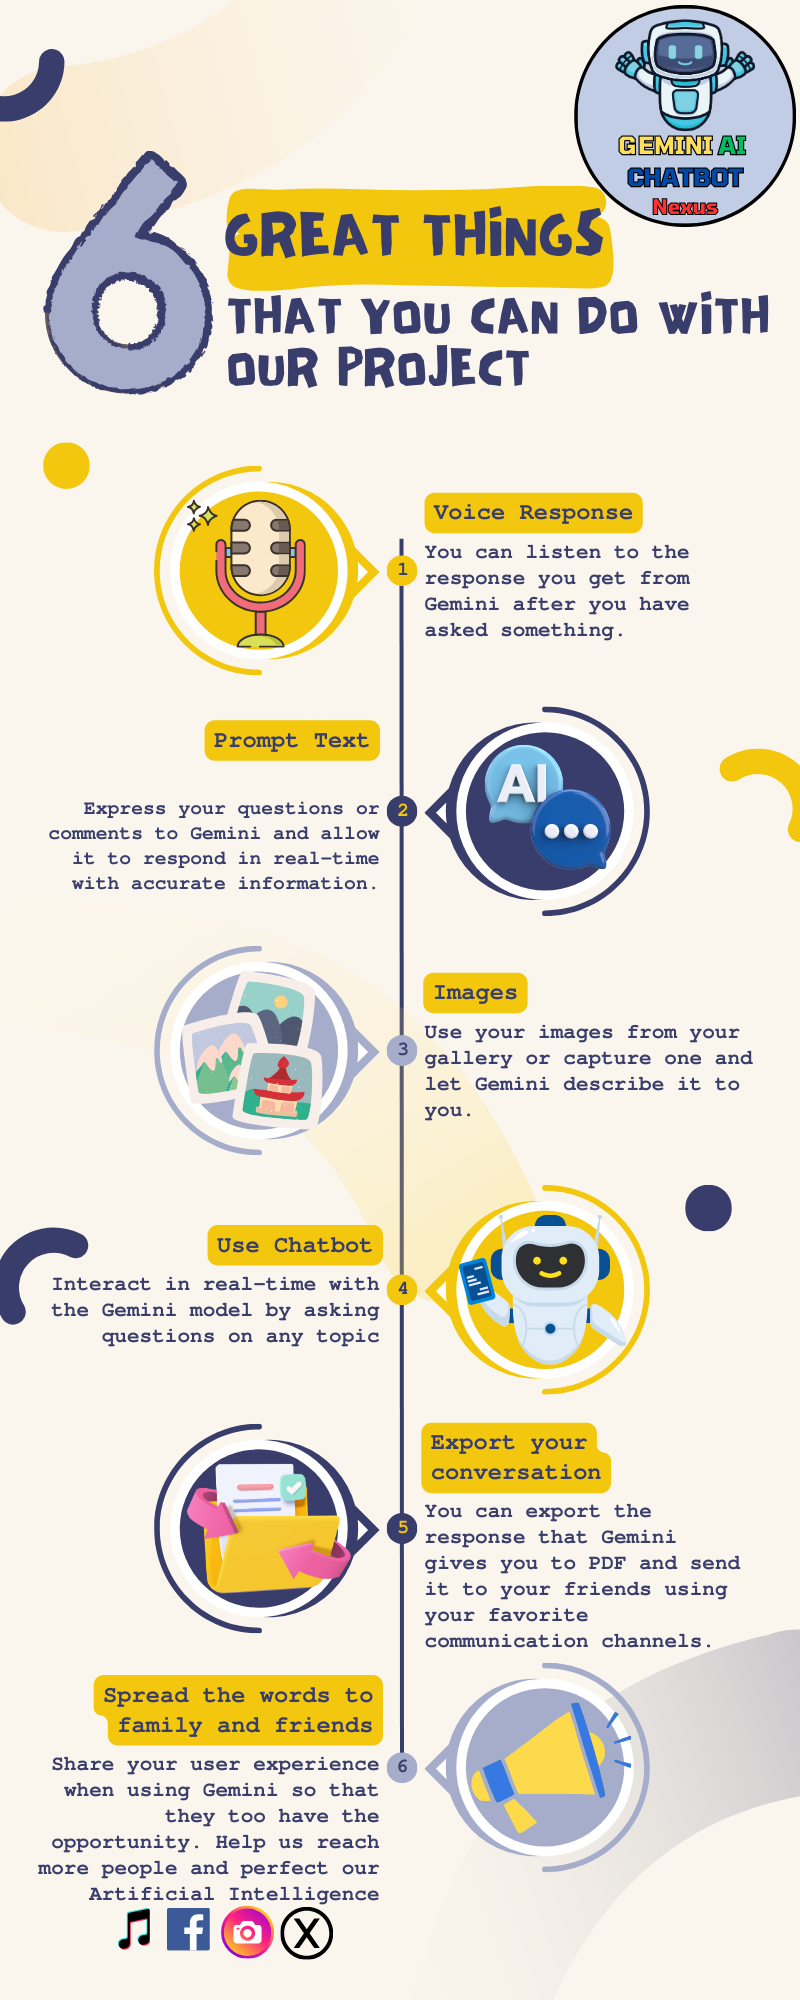 GEMINI AI
CHATBOT
Nexus
6
GREAT THiNGS
THAT YOU CAN DO WiTH
OUR PROJECT
Voice Response
1
You can listen to the
response you get from
Gemini after you have
asked something.
Prompt Text
2
Express your questions or
comments to Gemini and allow
it to respond in real-time
with accurate information.
AI
Images
3
Use your images from your
gallery or capture one and
let Gemini describe it to
you.
Use Chatbot
4
Interact in real-time with
the Gemini model by asking
questions on any topic
Export your
conversation
5
You can export the
response that Gemini
gives you to PDF and send
it to your friends using
your favorite
communication channels.
Spread the words to
family and friends
6
Share your user experience
when using Gemini so that
they too have the
opportunity. Help us reach
more people and perfect our
Artificial Intelligence
f
X